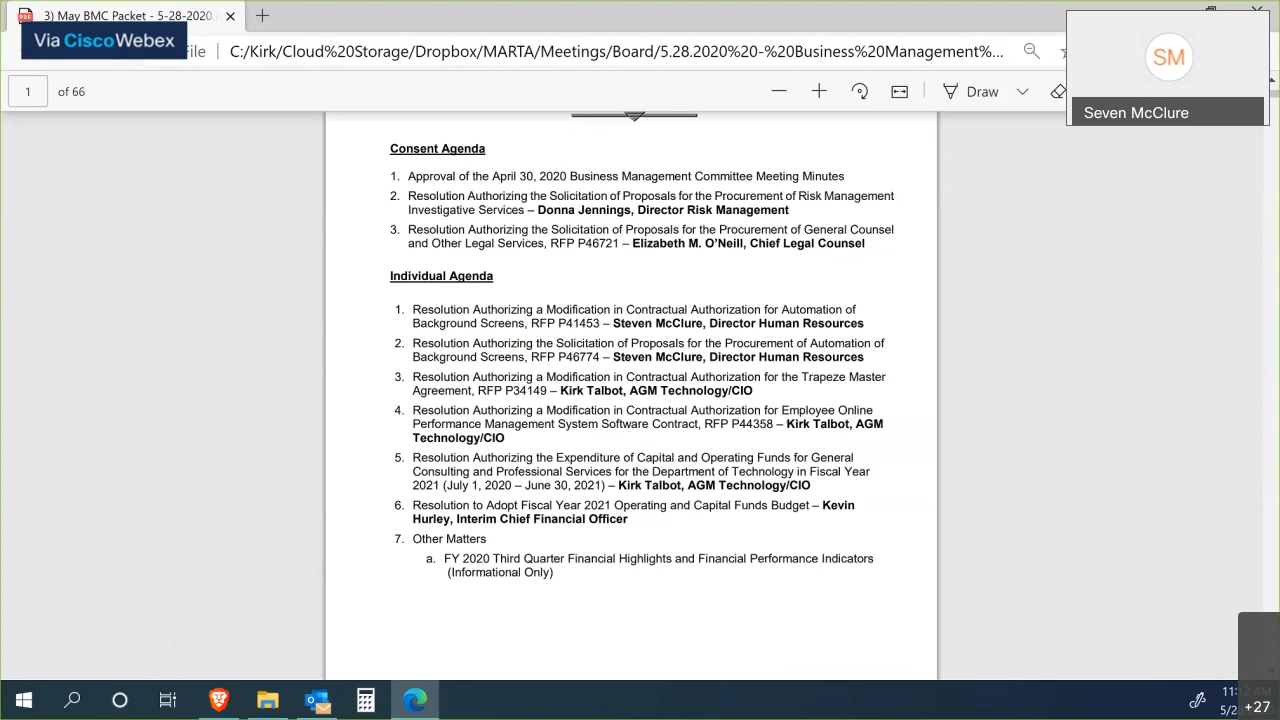 3) May BMC Packet - 5-28-2020
Via Cisco Webex
File
C:/Kirk/Cloud%20Storage/Dropbox/MARTA/Meetings/Board/5.28.2020%20-%20Business%20Management%...
SM
Seven McClure
1 of 66
Draw
Consent Agenda
1. Approval of the April 30, 2020 Business Management Committee Meeting Minutes
2. Resolution Authorizing the Solicitation of Proposals for the Procurement of Risk Management
Investigative Services – Donna Jennings, Director Risk Management
3. Resolution Authorizing the Solicitation of Proposals for the Procurement of General Counsel
and Other Legal Services, RFP P46721 – Elizabeth M. O’Neill, Chief Legal Counsel
Individual Agenda
1. Resolution Authorizing a Modification in Contractual Authorization for Automation of
Background Screens, RFP P41453 – Steven McClure, Director Human Resources
2. Resolution Authorizing the Solicitation of Proposals for the Procurement of Automation of
Background Screens, RFP P46774 – Steven McClure, Director Human Resources
3. Resolution Authorizing a Modification in Contractual Authorization for the Trapeze Master
Agreement, RFP P34149 – Kirk Talbot, AGM Technology/CIO
4. Resolution Authorizing a Modification in Contractual Authorization for Employee Online
Performance Management System Software Contract, RFP P44358 – Kirk Talbot, AGM
Technology/CIO
5. Resolution Authorizing the Expenditure of Capital and Operating Funds for General
Consulting and Professional Services for the Department of Technology in Fiscal Year
2021 (July 1, 2020 – June 30, 2021) – Kirk Talbot, AGM Technology/CIO
6. Resolution to Adopt Fiscal Year 2021 Operating and Capital Funds Budget – Kevin
Hurley, Interim Chief Financial Officer
7. Other Matters
a. FY 2020 Third Quarter Financial Highlights and Financial Performance Indicators
(Informational Only)
+27